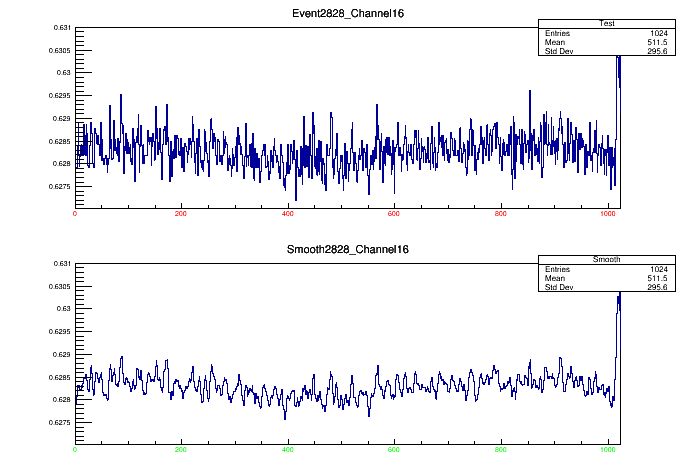 Event2828_Channel16
Test
Entries 1024
Mean 511.5
Std Dev 295.6
0.631
0.6305
0.63
0.6295
0.629
0.6285
0.628
0.6275
0 200 400 600 800 1000
Smooth2828_Channel16
Smooth
Entries 1024
Mean 511.5
Std Dev 295.6
0.631
0.6305
0.63
0.6295
0.629
0.6285
0.628
0.6275
0 200 400 600 800 1000